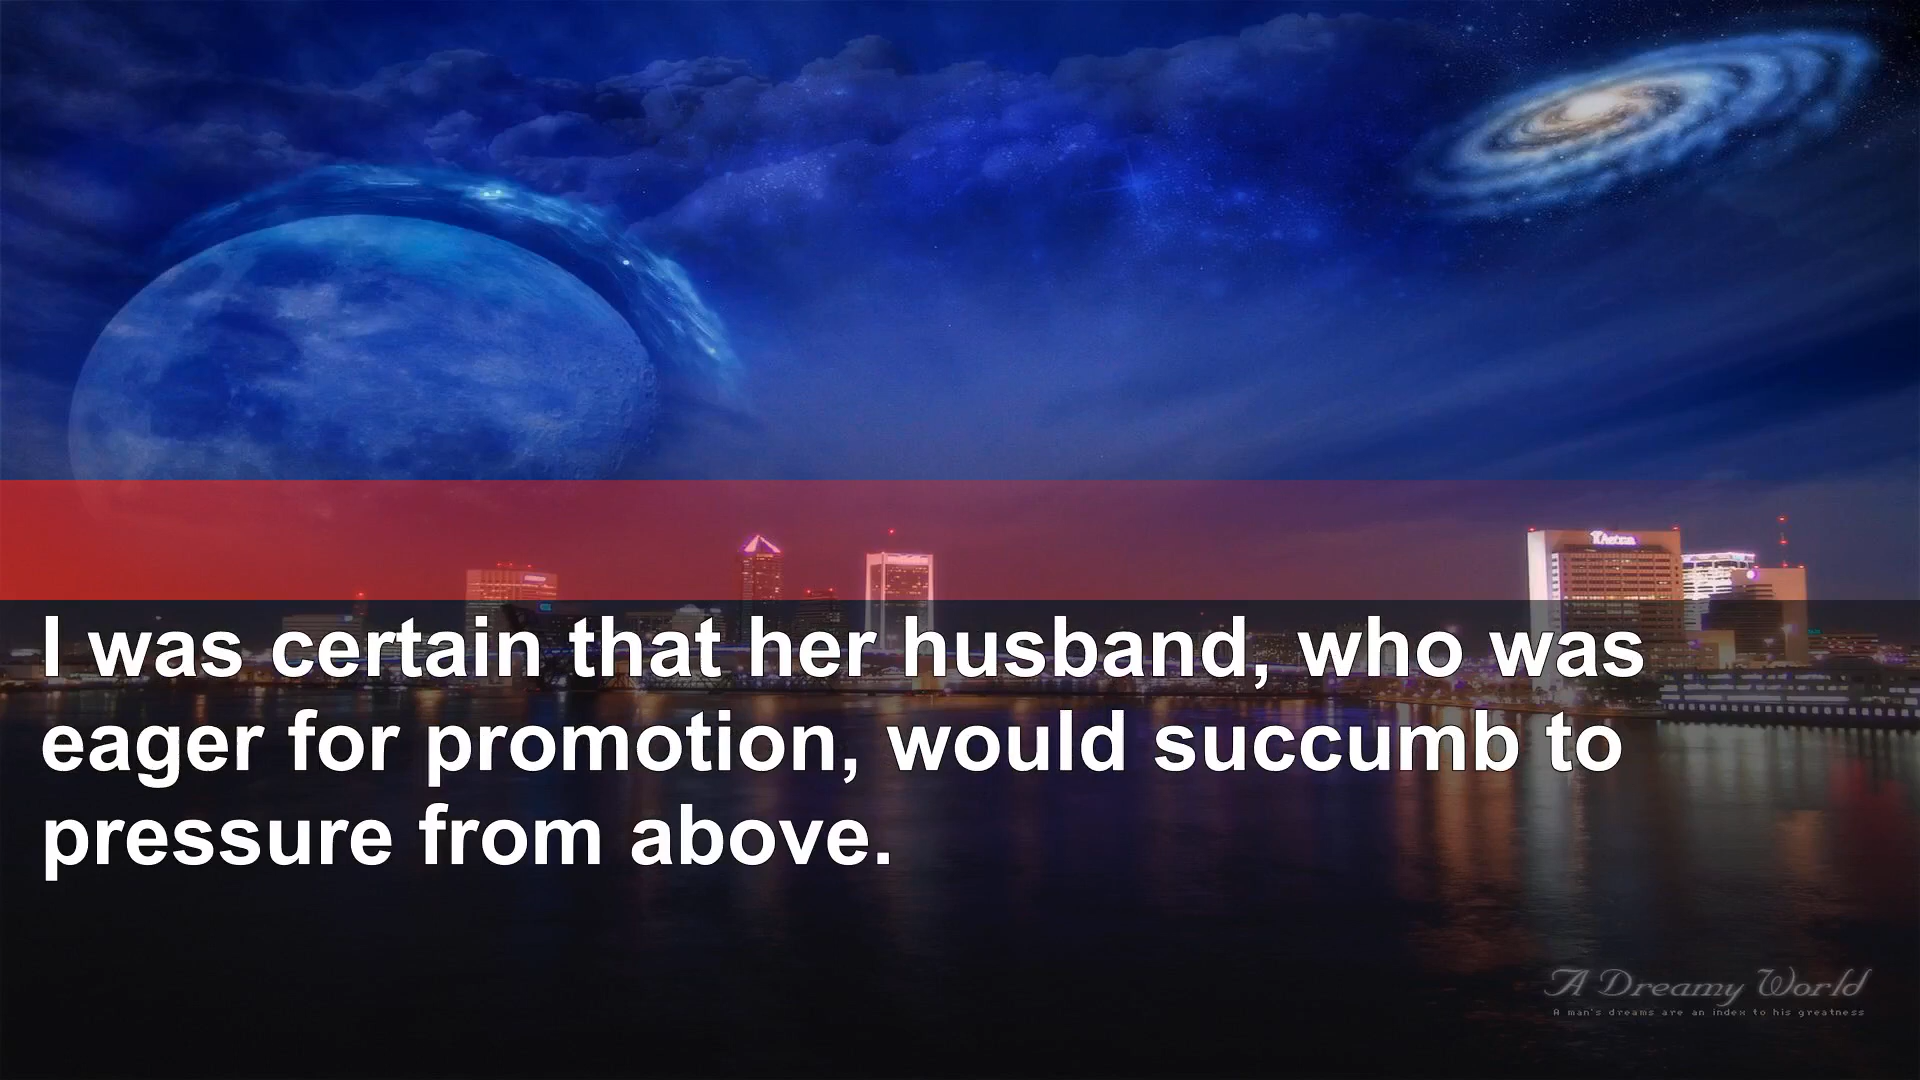 I was certain that her husband, who was
eager for promotion, would succumb to
pressure from above.
A Dreamy World
A man's dreams are an index to his greatness